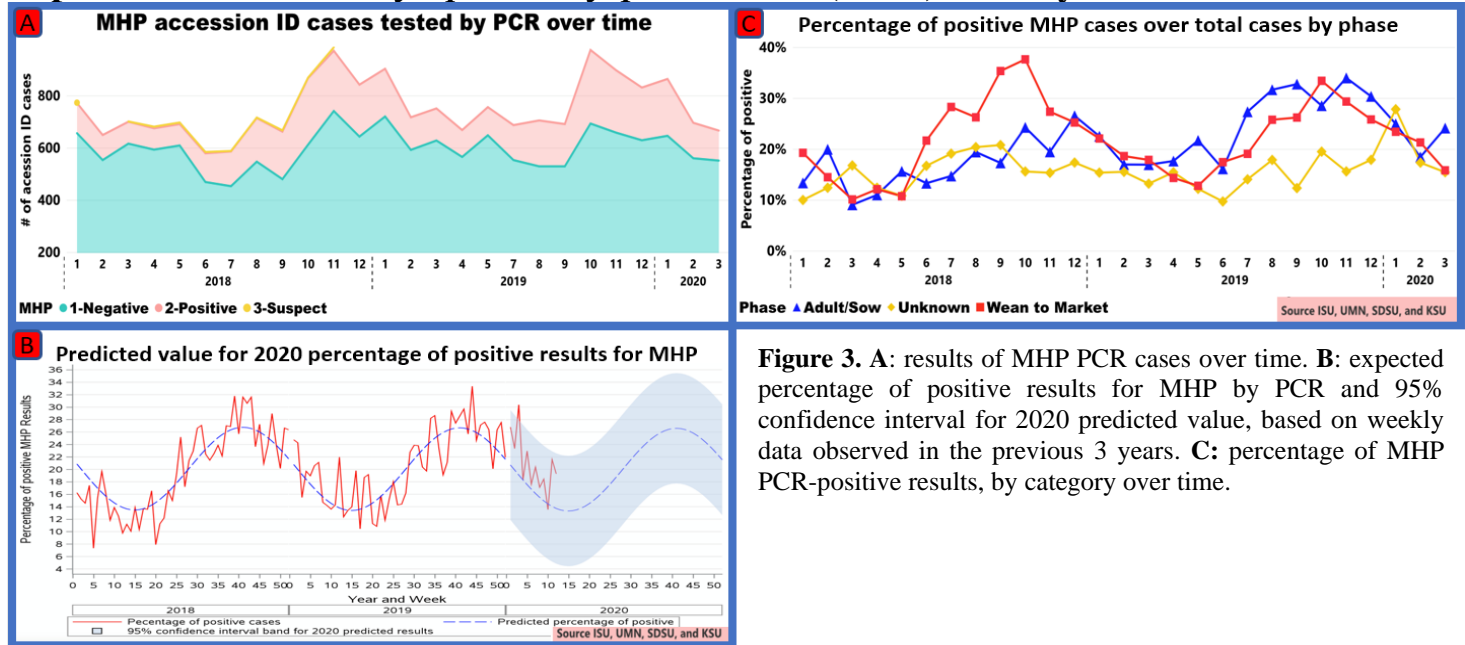 A
MHP accession ID cases tested by PCR over time
# of acession ID cases
800
600
400
200
1 2 3 4 5 6 7 8 9 10 11 12 1 2 3 4 5 6 7 8 9 10 11 12 1 2 3
2018 2019 2020
MHP 1-Negative 2-Positive 3-Suspect
C
Percentage of positive MHP cases over total cases by phase
Percentage of positive
40%
30%
20%
10%
0%
1 2 3 4 5 6 7 8 9 10 11 12 1 2 3 4 5 6 7 8 9 10 11 12 1 2 3
2018 2019 2020
Phase Adult/Sow Unknown Wean to Market
Source ISU, UMN, SDSU, and KSU
B
Predicted value for 2020 percentage of positive results for MHP
Percentage of positive MHP Results
36
34
32
30
28
26
24
22
20
18
16
14
12
10
8
6
4
0 5 10 15 20 25 30 35 40 45 500 5 10 15 20 25 30 35 40 45 500 5 10 15 20 25 30 35 40 45 50
Year and Week
2018 2019 2020
Pecentage of positive cases Predicted percentage of positive
95% confidence interval band for 2020 predicted results
Source ISU, UMN, SDSU, and KSU
Figure 3. A: results of MHP PCR cases over time. B: expected
percentage of positive results for MHP by PCR and 95%
confidence interval for 2020 predicted value, based on weekly
data observed in the previous 3 years. C: percentage of MHP
PCR-positive results, by category over time.